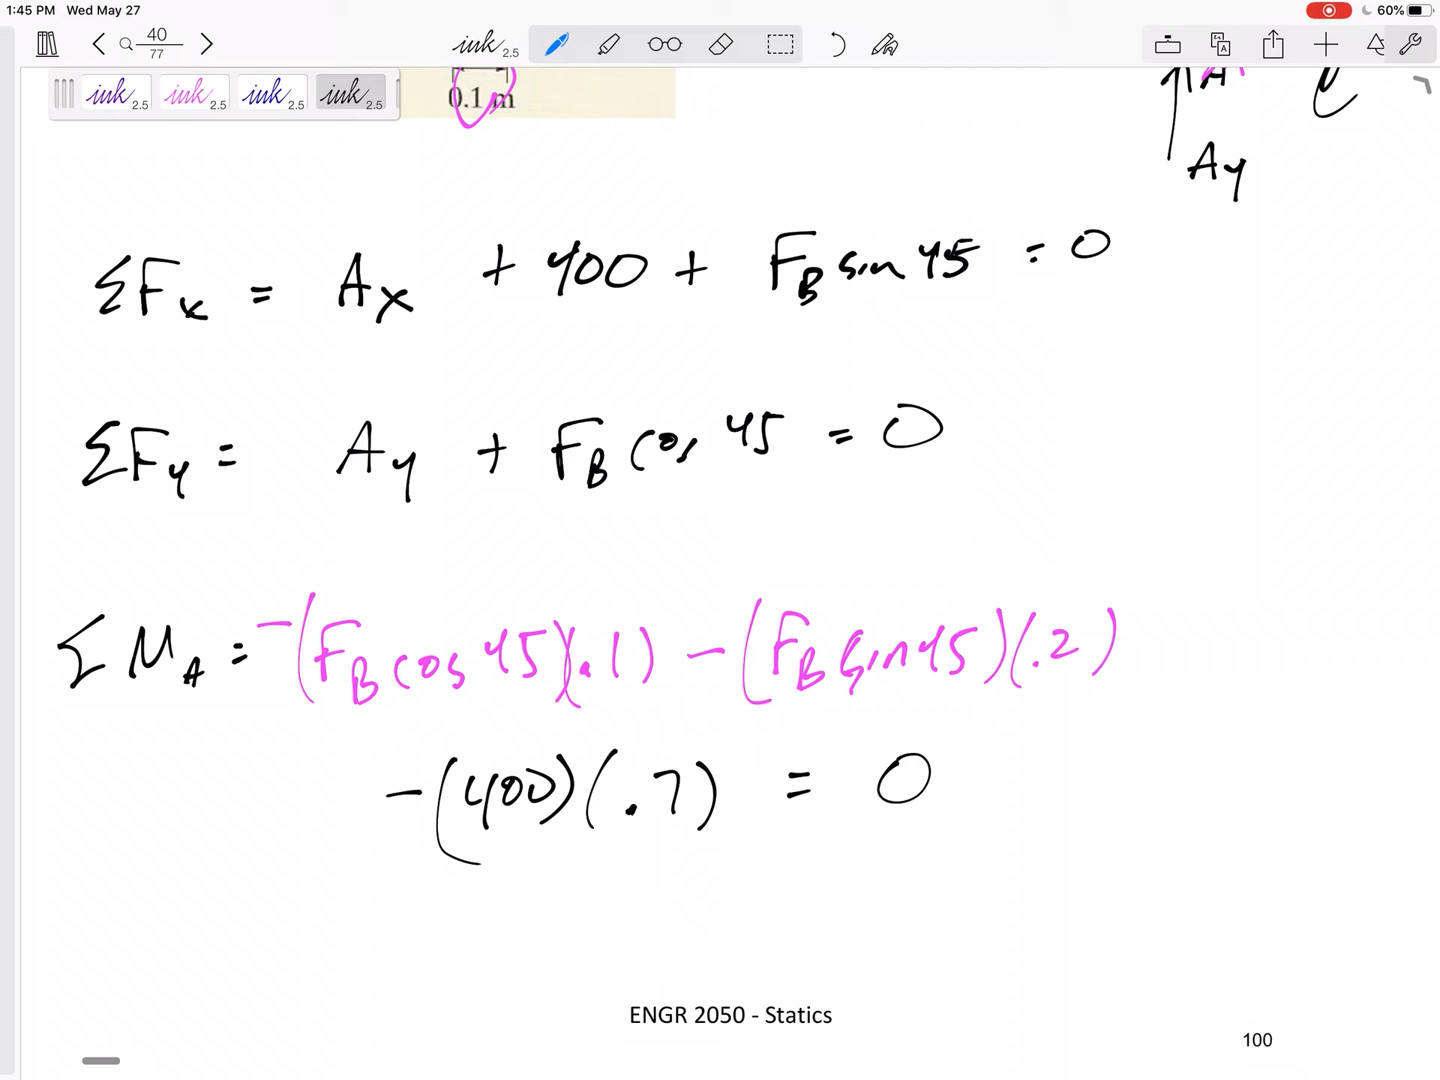 1:45 PM Wed May 27
60%
40
77
ink 2.5
ink 2.5 ink 2.5 ink 2.5 ink 2.5
0.1 m
A
Ay
ΣFx = Ax + 400 + FB sin 45 = 0
ΣFy = Ay + FB cos 45 = 0
ΣMA = -(FB cos 45)(.1) - (FB sin 45)(.2)
-(400)(.7) = 0
ENGR 2050 - Statics
100